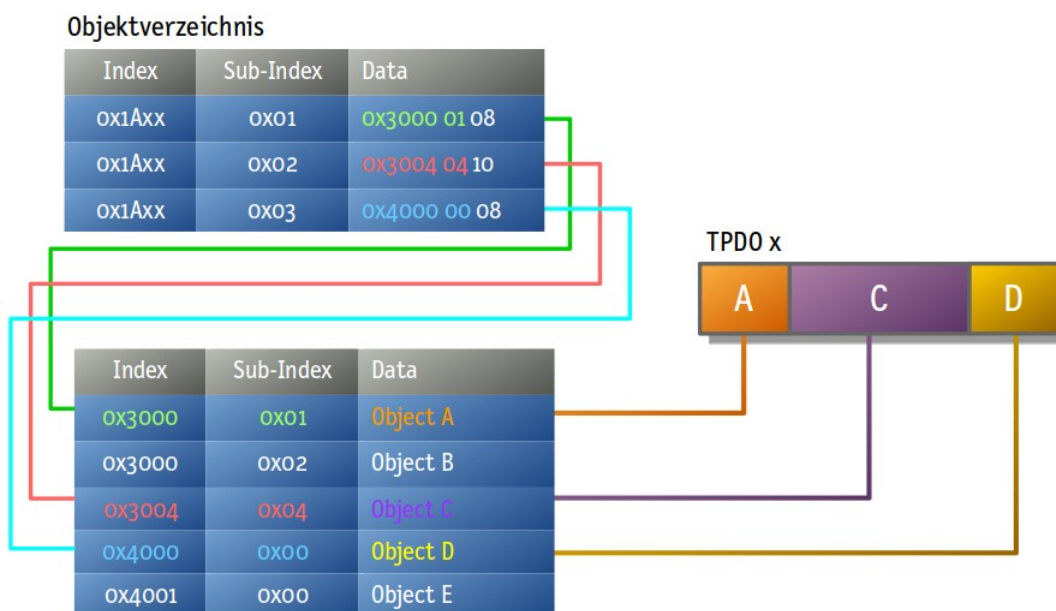 Objektverzeichnis
Index Sub-Index Data
0x1Axx 0x01 0x3000 01 08
0x1Axx 0x02 0x3004 04 10
0x1Axx 0x03 0x4000 00 08
TPDO x
A C D
Index Sub-Index Data
0x3000 0x01 Object A
0x3000 0x02 Object B
0x3004 0x04 Object C
0x4000 0x00 Object D
0x4001 0x00 Object E